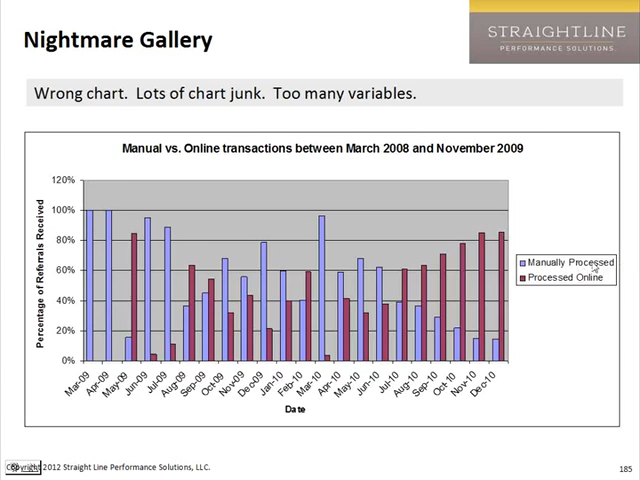 Nightmare Gallery
STRAIGHTLINE
PERFORMANCE SOLUTIONS
Wrong chart. Lots of chart junk. Too many variables.
Manual vs. Online transactions between March 2008 and November 2009
Percentage of Referrals Received
120%
100%
80%
60%
40%
20%
0%
Mar-09 Apr-09 May-09 Jun-09 Jul-09 Aug-09 Sep-09 Oct-09 Nov-09 Dec-09 Jan-10 Feb-10 Mar-10 Apr-10 May-10 Jun-10 Jul-10 Aug-10 Sep-10 Oct-10 Nov-10 Dec-10
Date
Manually Processed
Processed Online
Copyright 2012 Straight Line Performance Solutions, LLC.
185